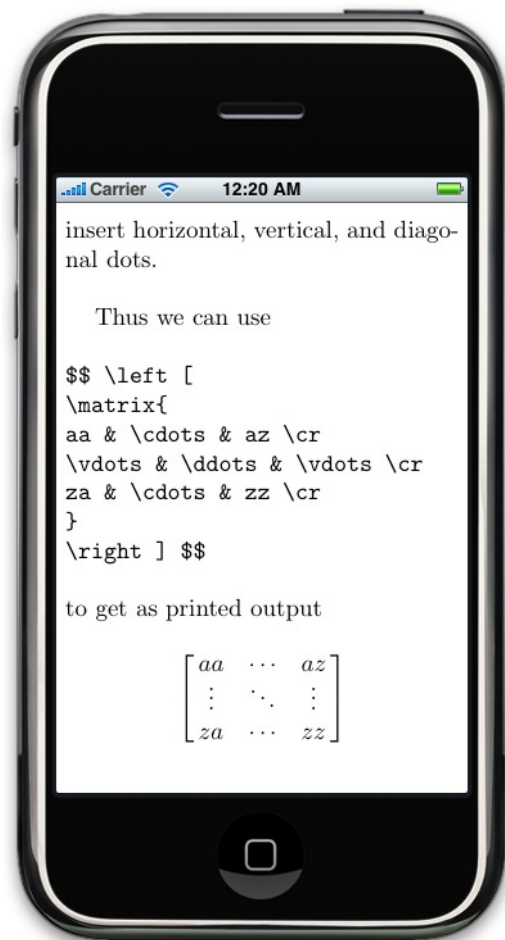 Carrier 12:20 AM
insert horizontal, vertical, and diago-
nal dots.
Thus we can use
$$ \left [
\matrix{
aa & \cdots & az \cr
\vdots & \ddots & \vdots \cr
za & \cdots & zz \cr
}
\right ] $$
to get as printed output
[ aa ⋯ az ]
[ ⋮ ⋱ ⋮ ]
[ za ⋯ zz ]